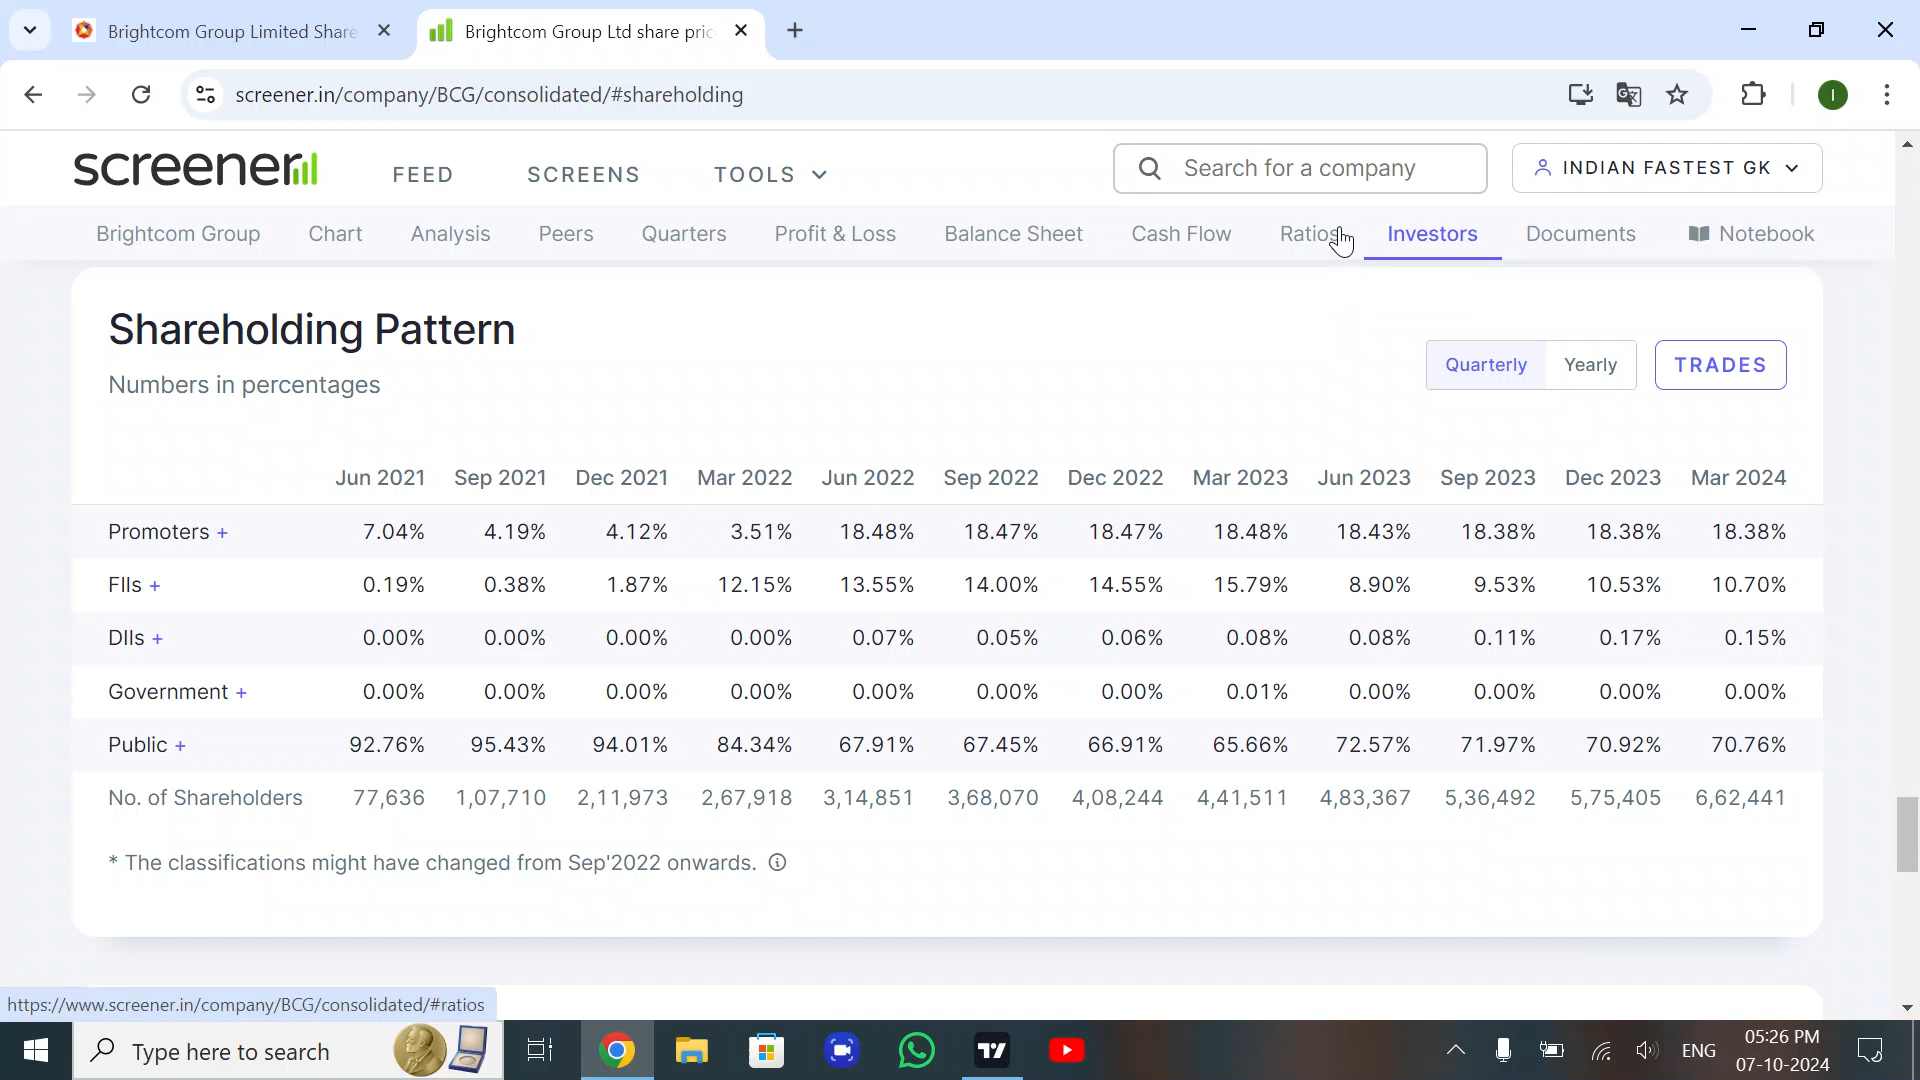 Brightcom Group Limited Share
Brightcom Group Ltd share pric
screener.in/company/BCG/consolidated/#shareholding
I
screener
FEED
SCREENS
TOOLS
Search for a company
INDIAN FASTEST GK
Brightcom Group
Chart
Analysis
Peers
Quarters
Profit & Loss
Balance Sheet
Cash Flow
Ratios
Investors
Documents
Notebook
Shareholding Pattern
Numbers in percentages
Quarterly
Yearly
TRADES
Jun 2021 Sep 2021 Dec 2021 Mar 2022 Jun 2022 Sep 2022 Dec 2022 Mar 2023 Jun 2023 Sep 2023 Dec 2023 Mar 2024
Promoters + 7.04% 4.19% 4.12% 3.51% 18.48% 18.47% 18.47% 18.48% 18.43% 18.38% 18.38% 18.38%
FIIs + 0.19% 0.38% 1.87% 12.15% 13.55% 14.00% 14.55% 15.79% 8.90% 9.53% 10.53% 10.70%
DIIs + 0.00% 0.00% 0.00% 0.00% 0.07% 0.05% 0.06% 0.08% 0.08% 0.11% 0.17% 0.15%
Government + 0.00% 0.00% 0.00% 0.00% 0.00% 0.00% 0.00% 0.01% 0.00% 0.00% 0.00% 0.00%
Public + 92.76% 95.43% 94.01% 84.34% 67.91% 67.45% 66.91% 65.66% 72.57% 71.97% 70.92% 70.76%
No. of Shareholders 77,636 1,07,710 2,11,973 2,67,918 3,14,851 3,68,070 4,08,244 4,41,511 4,83,367 5,36,492 5,75,405 6,62,441
* The classifications might have changed from Sep'2022 onwards.
https://www.screener.in/company/BCG/consolidated/#ratios
Type here to search
ENG
05:26 PM
07-10-2024